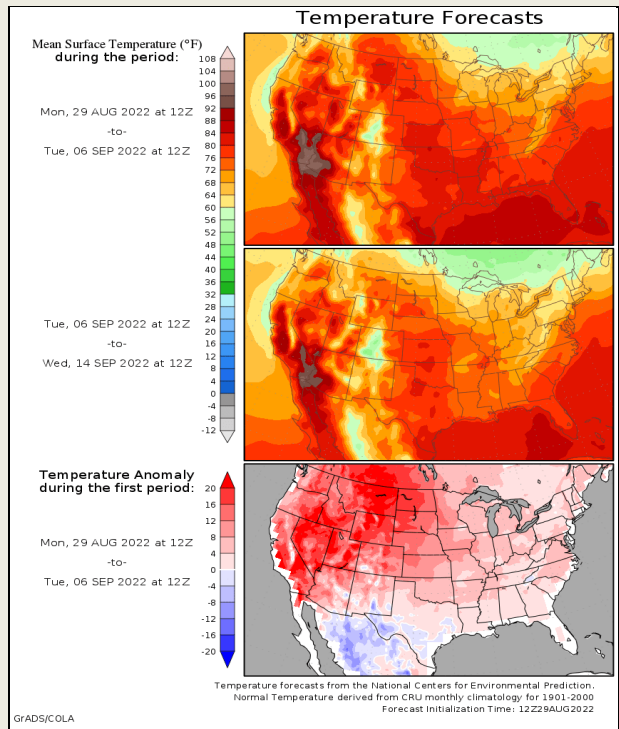 Temperature Forecasts
Mean Surface Temperature (°F)
during the period:
108
104
100
96
92
88
84
80
76
72
68
64
60
56
52
48
44
40
36
32
28
24
20
16
12
8
4
0
-4
-8
-12
Mon, 29 AUG 2022 at 12Z
-to-
Tue, 06 SEP 2022 at 12Z
Tue, 06 SEP 2022 at 12Z
-to-
Wed, 14 SEP 2022 at 12Z
Temperature Anomaly
during the first period:
20
16
12
8
4
0
-4
-8
-12
-16
-20
Mon, 29 AUG 2022 at 12Z
-to-
Tue, 06 SEP 2022 at 12Z
Temperature forecasts from the National Centers for Environmental Prediction.
Normal Temperature derived from CRU monthly climatology for 1901-2000
Forecast Initialization Time: 12Z29AUG2022
GrADS/COLA